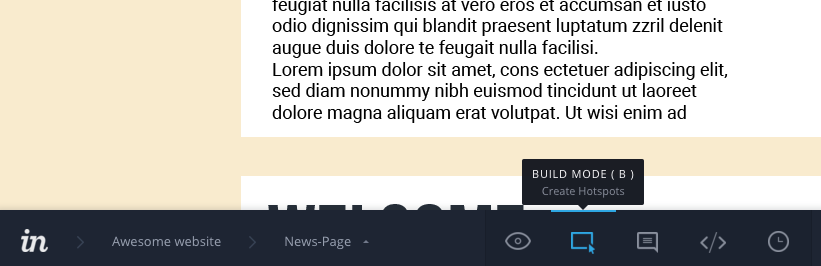 feugiat nulla facilisis at vero eros et accumsan et iusto
odio dignissim qui blandit praesent luptatum zzril delenit
augue duis dolore te feugait nulla facilisi.
Lorem ipsum dolor sit amet, cons ectetuer adipiscing elit,
sed diam nonummy nibh euismod tincidunt ut laoreet
dolore magna aliquam erat volutpat. Ut wisi enim ad
BUILD MODE ( B )
Create Hotspots
WELCOME
in
Awesome website
News-Page